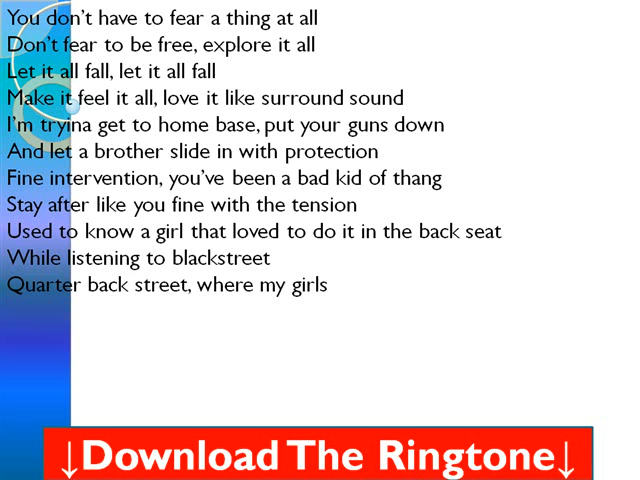 You don't have to fear a thing at all
Don't fear to be free, explore it all
Let it all fall, let it all fall
Make it feel it all, love it like surround sound
I'm tryina get to home base, put your guns down
And let a brother slide in with protection
Fine intervention, you've been a bad kid of thang
Stay after like you fine with the tension
Used to know a girl that loved to do it in the back seat
While listening to blackstreet
Quarter back street, where my girls
↓Download The Ringtone↓